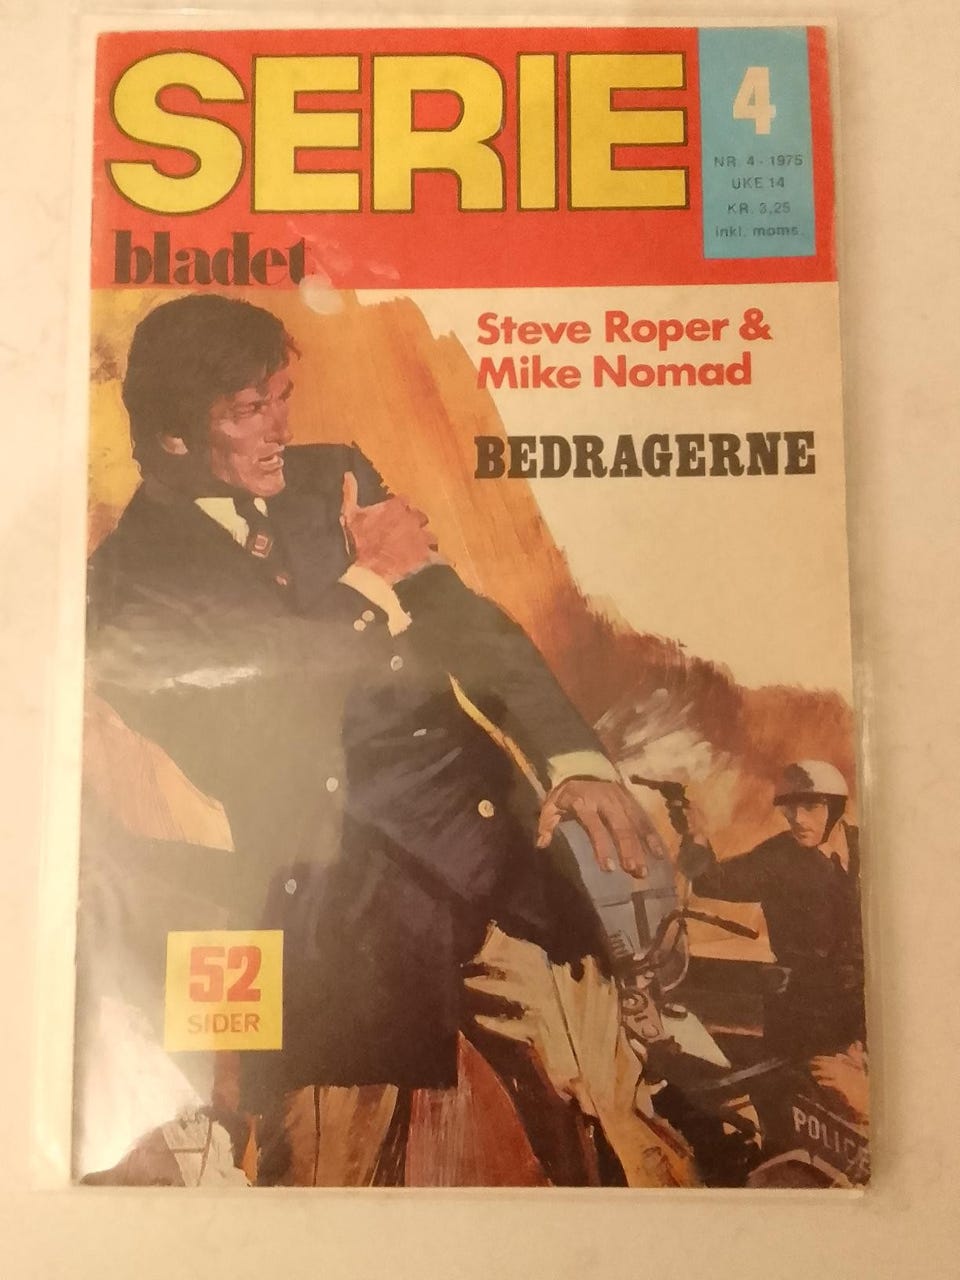 SERIE
bladet
4
NR. 4 - 1975
UKE 14
KR. 3,25
inkl. moms.
Steve Roper &
Mike Nomad
BEDRAGERNE
52
SIDER
POLICE